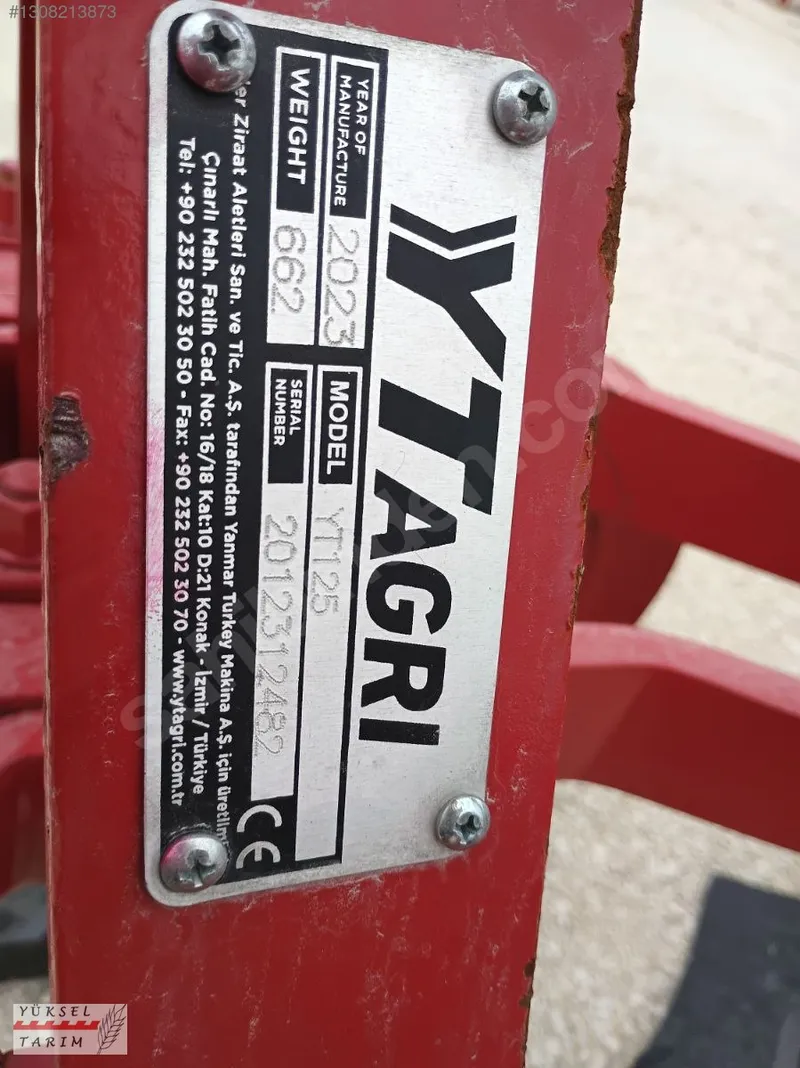 #1308213873
YTAGRI
YEAR OF
MANUFACTURE
2023
MODEL
YT125
WEIGHT
662
SERIAL
NUMBER
2012312482
CE
Ziraat Aletleri San. ve Tic. A.Ş. tarafından Yanmar Turkey Makina A.Ş. için
Çınarlı Mah. Fatih Cad. No: 16/18 Kat:10 D:21 Konak - İzmir / Türkiye
Tel: +90 232 502 30 50 - Fax: +90 232 502 30 70 - www.ytagri.com.tr
sahibinden.com
YÜKSEL
TARIM